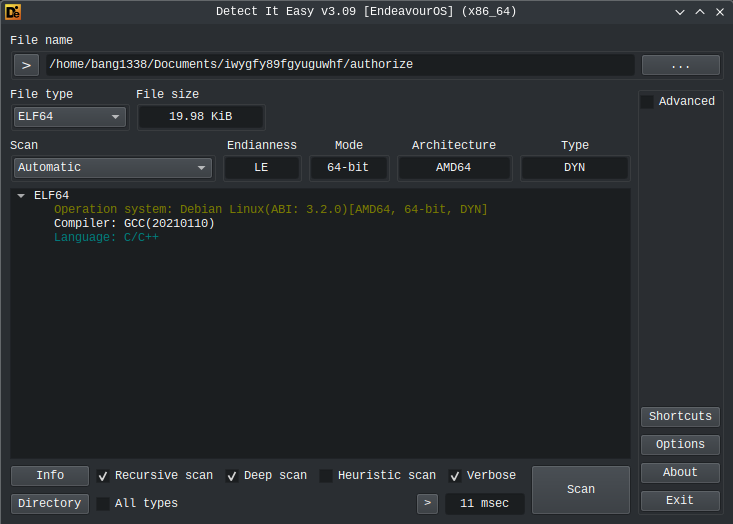 Detect It Easy v3.09 [EndeavourOS] (x86_64)
File name
> /home/bang1338/Documents/iwygfy89fgyuguwhf/authorize ...
File type File size
ELF64 19.98 KiB Advanced
Scan Endianness Mode Architecture Type
Automatic LE 64-bit AMD64 DYN
ELF64
Operation system: Debian Linux(ABI: 3.2.0)[AMD64, 64-bit, DYN]
Compiler: GCC(20210110)
Language: C/C++
Shortcuts
Options
About
Exit
Info Recursive scan Deep scan Heuristic scan Verbose
Directory All types > 11 msec
Scan